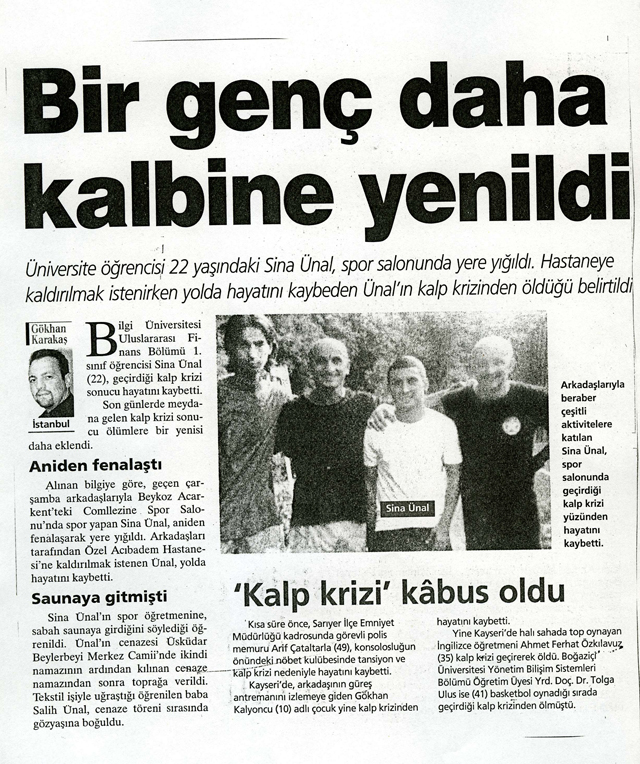 Bir genç daha
kalbine yenildi
Üniversite öğrencisi 22 yaşındaki Sina Ünal, spor salonunda yere yığıldı. Hastaneye
kaldırılmak istenirken yolda hayatını kaybeden Ünal'ın kalp krizinden öldüğü belirtildi
Gökhan
Karakaş
İstanbul
Bilgi Üniversitesi
Uluslararası Fi-
nans Bölümü 1.
sınıf öğrencisi Sina Ünal
(22), geçirdiği kalp krizi
sonucu hayatını kaybetti.
Son günlerde meyda-
na gelen kalp krizi sonu-
cu ölümlere bir yenisi
daha eklendi.
Aniden fenalaştı
Alınan bilgiye göre, geçen çar-
şamba arkadaşlarıyla Beykoz Acar-
kent'teki Comllezine Spor Salo-
nu'nda spor yapan Sina Ünal, aniden
fenalaşarak yere yığıldı. Arkadaşları
tarafından Özel Acıbadem Hastane-
si'ne kaldırılmak istenen Ünal, yolda
hayatını kaybetti.
Saunaya gitmişti
Sina Ünal'ın spor öğretmenine,
sabah saunaya girdiğini söylediği öğ-
renildi. Ünal'ın cenazesi Üsküdar
Beylerbeyi Merkez Camii'nde ikindi
namazının ardından kılınan cenaze
namazından sonra toprağa verildi.
Tekstil işiyle uğraştığı öğrenilen baba
Salih Ünal, cenaze töreni sırasında
gözyaşına boğuldu.
Sina Ünal
Arkadaşlarıyla
beraber
çeşitli
aktivitelere
katılan
Sina Ünal,
spor
salonunda
geçirdiği
kalp krizi
yüzünden
hayatını
kaybetti.
'Kalp krizi' kâbus oldu
Kısa süre önce, Sarıyer İlçe Emniyet
Müdürlüğü kadrosunda görevli polis
memuru Arif Çataltarla (49), konsolosluğun
önündeki nöbet kulübesinde tansiyon ve
kalp krizi nedeniyle hayatını kaybetti.
Kayseri'de, arkadaşının güreş
antremanını izlemeye giden Gökhan
Kalyoncu (10) adlı çocuk yine kalp krizinden
hayatını kaybetti.
Yine Kayseri'de halı sahada top oynayan
İngilizce öğretmeni Ahmet Ferhat Özkılavuz
(35) kalp krizi geçirerek öldü. Boğaziçi
Üniversitesi Yönetim Bilişim Sistemleri
Bölümü Öğretim Üyesi Yrd. Doç. Dr. Tolga
Ulus ise (41) basketbol oynadığı sırada
geçirdiği kalp krizinden ölmüştü.